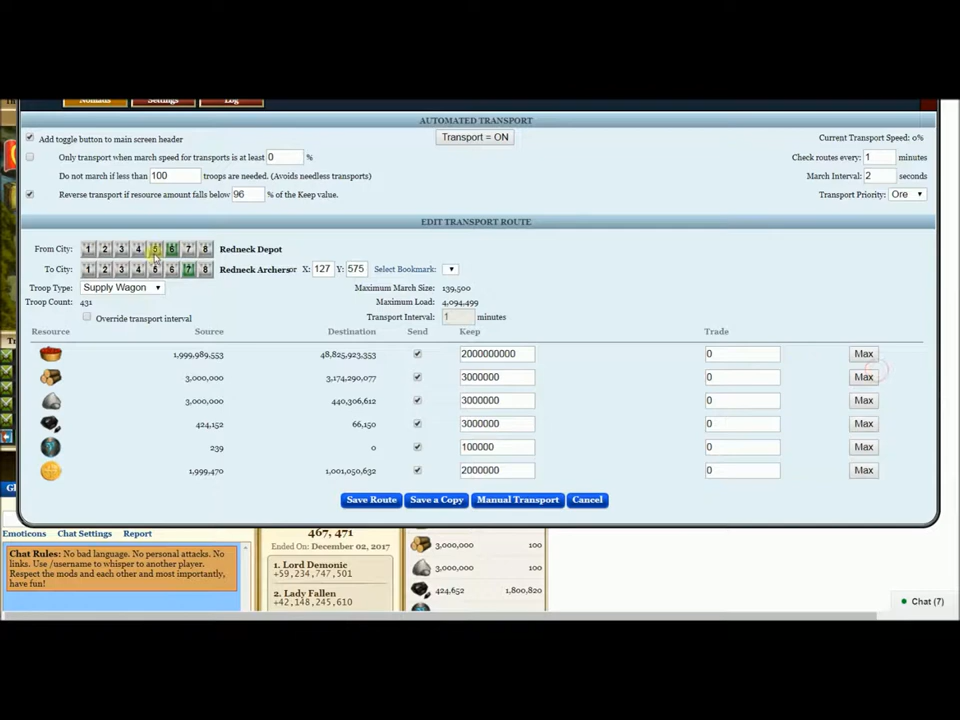 Nomads Settings Log
AUTOMATED TRANSPORT
Add toggle button to main screen header Transport = ON Current Transport Speed: 0%
Only transport when march speed for transports is at least 0 % Check routes every: 1 minutes
Do not march if less than 100 troops are needed. (Avoids needless transports) March Interval: 2 seconds
Reverse transport if resource amount falls below 96 % of the Keep value. Transport Priority: Ore
EDIT TRANSPORT ROUTE
From City: 1 2 3 4 5 6 7 8 Redneck Depot
To City: 1 2 3 4 5 6 7 8 Redneck Archers or X: 127 Y: 575 Select Bookmark:
Troop Type: Supply Wagon Maximum March Size: 139,500
Troop Count: 431 Maximum Load: 4,094,499
Override transport interval Transport Interval: 1 minutes
Resource Source Destination Send Keep Trade
1,999,989,553 48,825,923,353 2000000000 0 Max
3,000,000 3,174,290,077 3000000 0 Max
3,000,000 440,306,612 3000000 0 Max
424,152 66,150 3000000 0 Max
239 0 100000 0 Max
1,999,470 1,001,050,632 2000000 0 Max
Save Route Save a Copy Manual Transport Cancel
Emoticons Chat Settings Report
Chat Rules: No bad language. No personal attacks. No
links. Use /username to whisper to another player.
Respect the mods and each other and most importantly,
have fun!
467, 471
Ended On: December 02, 2017
1. Lord Demonic
+59,234,747,501
2. Lady Fallen
+42,148,245,610
3,000,000 100
3,000,000 100
424,652 1,800,820
Chat (7)